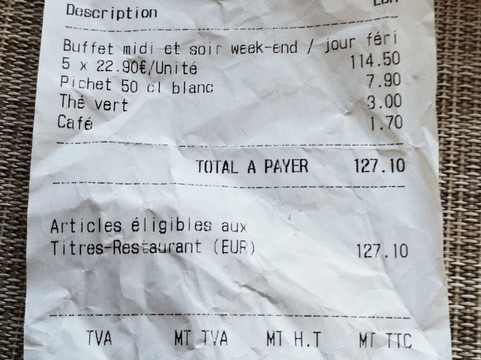 Description EUR
Buffet midi et soir week-end / jour féri
5 x 22.90€/Unité 114.50
Pichet 50 cl blanc 7.90
Thé vert 3.00
Café 1.70
TOTAL A PAYER 127.10
Articles éligibles aux
Titres-Restaurant (EUR) 127.10
TVA MT TVA MT H.T MT TTC